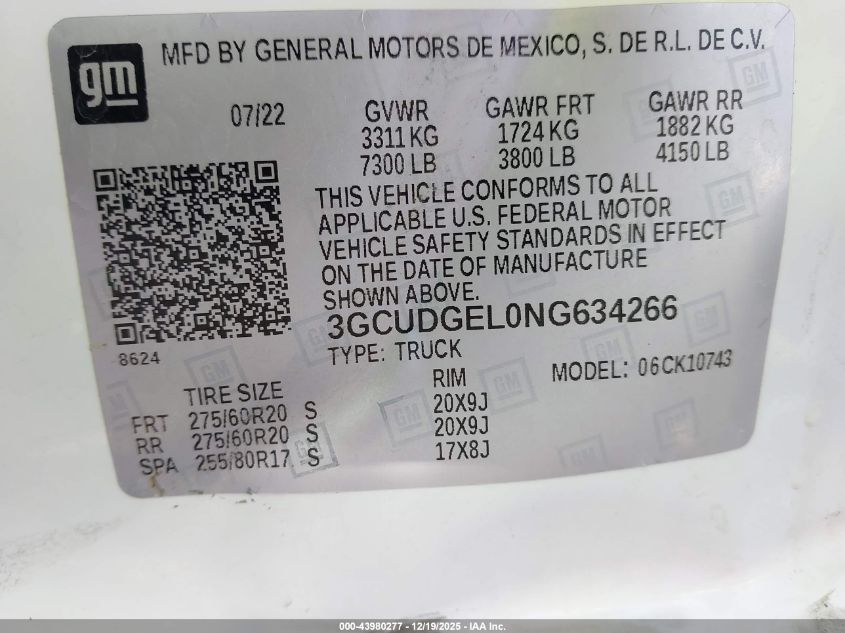 gm
MFD BY GENERAL MOTORS DE MEXICO, S. DE R.L. DE C.V.
07/22
GVWR GAWR FRT GAWR RR
3311 KG 1724 KG 1882 KG
7300 LB 3800 LB 4150 LB
THIS VEHICLE CONFORMS TO ALL
APPLICABLE U.S. FEDERAL MOTOR
VEHICLE SAFETY STANDARDS IN EFFECT
ON THE DATE OF MANUFACTURE
SHOWN ABOVE.
3GCUDGEL0NG634266
8624
TYPE: TRUCK
MODEL: 06CK10743
TIRE SIZE RIM
FRT 275/60R20 S 20X9J
RR 275/60R20 S 20X9J
SPA 255/80R17 S 17X8J
000-43980277 - 12/19/2025 - IAA Inc.